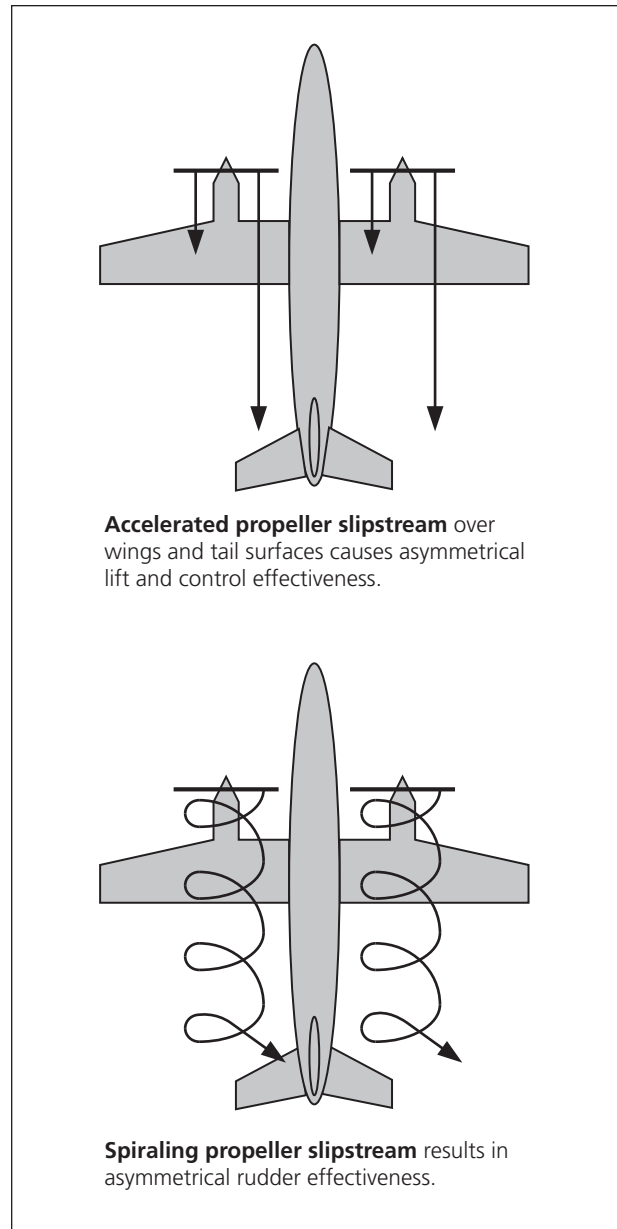 Accelerated propeller slipstream over
wings and tail surfaces causes asymmetrical
lift and control effectiveness.
Spiraling propeller slipstream results in
asymmetrical rudder effectiveness.